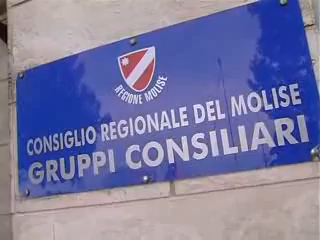 REGIONE MOLISE
CONSIGLIO REGIONALE DEL MOLISE
GRUPPI CONSILIARI